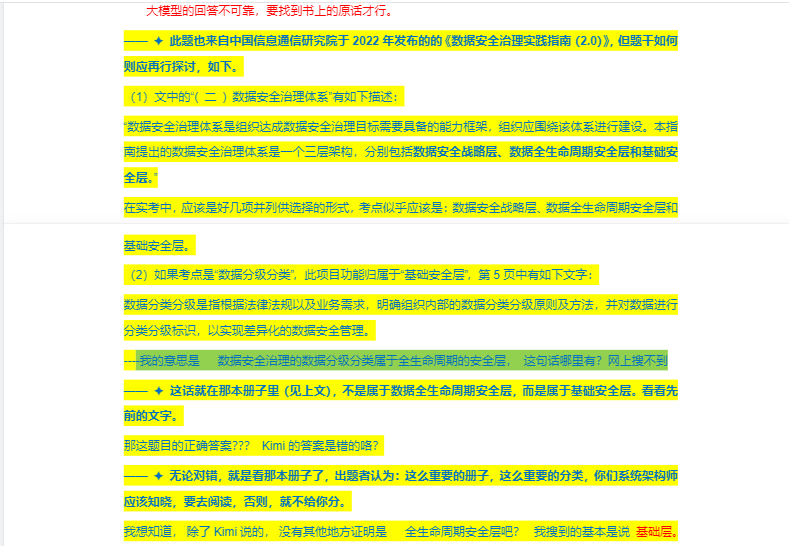 大模型的回答不可靠，要找到书上的原话才行。
—— ✦ 此题也来自中国信息通信研究院于 2022 年发布的的《数据安全治理实践指南（2.0）》，但题干如何
则应再行探讨，如下。
（1）文中的“（ 二 ）数据安全治理体系”有如下描述：
“数据安全治理体系是组织达成数据安全治理目标需要具备的能力框架，组织应围绕该体系进行建设。本指
南提出的数据安全治理体系是一个三层架构，分别包括数据安全战略层、数据全生命周期安全层和基础安
全层。”
在实考中，应该是好几项并列供选择的形式，考点似乎应该是：数据安全战略层、数据全生命周期安全层和
基础安全层。
（2）如果考点是“数据分级分类”，此项目功能归属于“基础安全层”，第 5 页中有如下文字：
数据分类分级是指根据法律法规以及业务需求，明确组织内部的数据分类分级原则及方法，并对数据进行
分类分级标识，以实现差异化的数据安全管理。
----我的意思是 数据安全治理的数据分级分类属于全生命周期的安全层， 这句话哪里有？网上搜不到
—— ✦ 这话就在那本册子里（见上文），不是属于数据全生命周期安全层，而是属于基础安全层。看看先
前的文字。
那这题目的正确答案??? Kimi 的答案是错的咯？
—— ✦ 无论对错，就是看那本册子了，出题者认为：这么重要的册子，这么重要的分类，你们系统架构师
应该知晓，要去阅读，否则，就不给你分。
我想知道，除了 Kimi 说的， 没有其他地方证明是 全生命周期安全层吧？ 我搜到的基本是说 基础层。